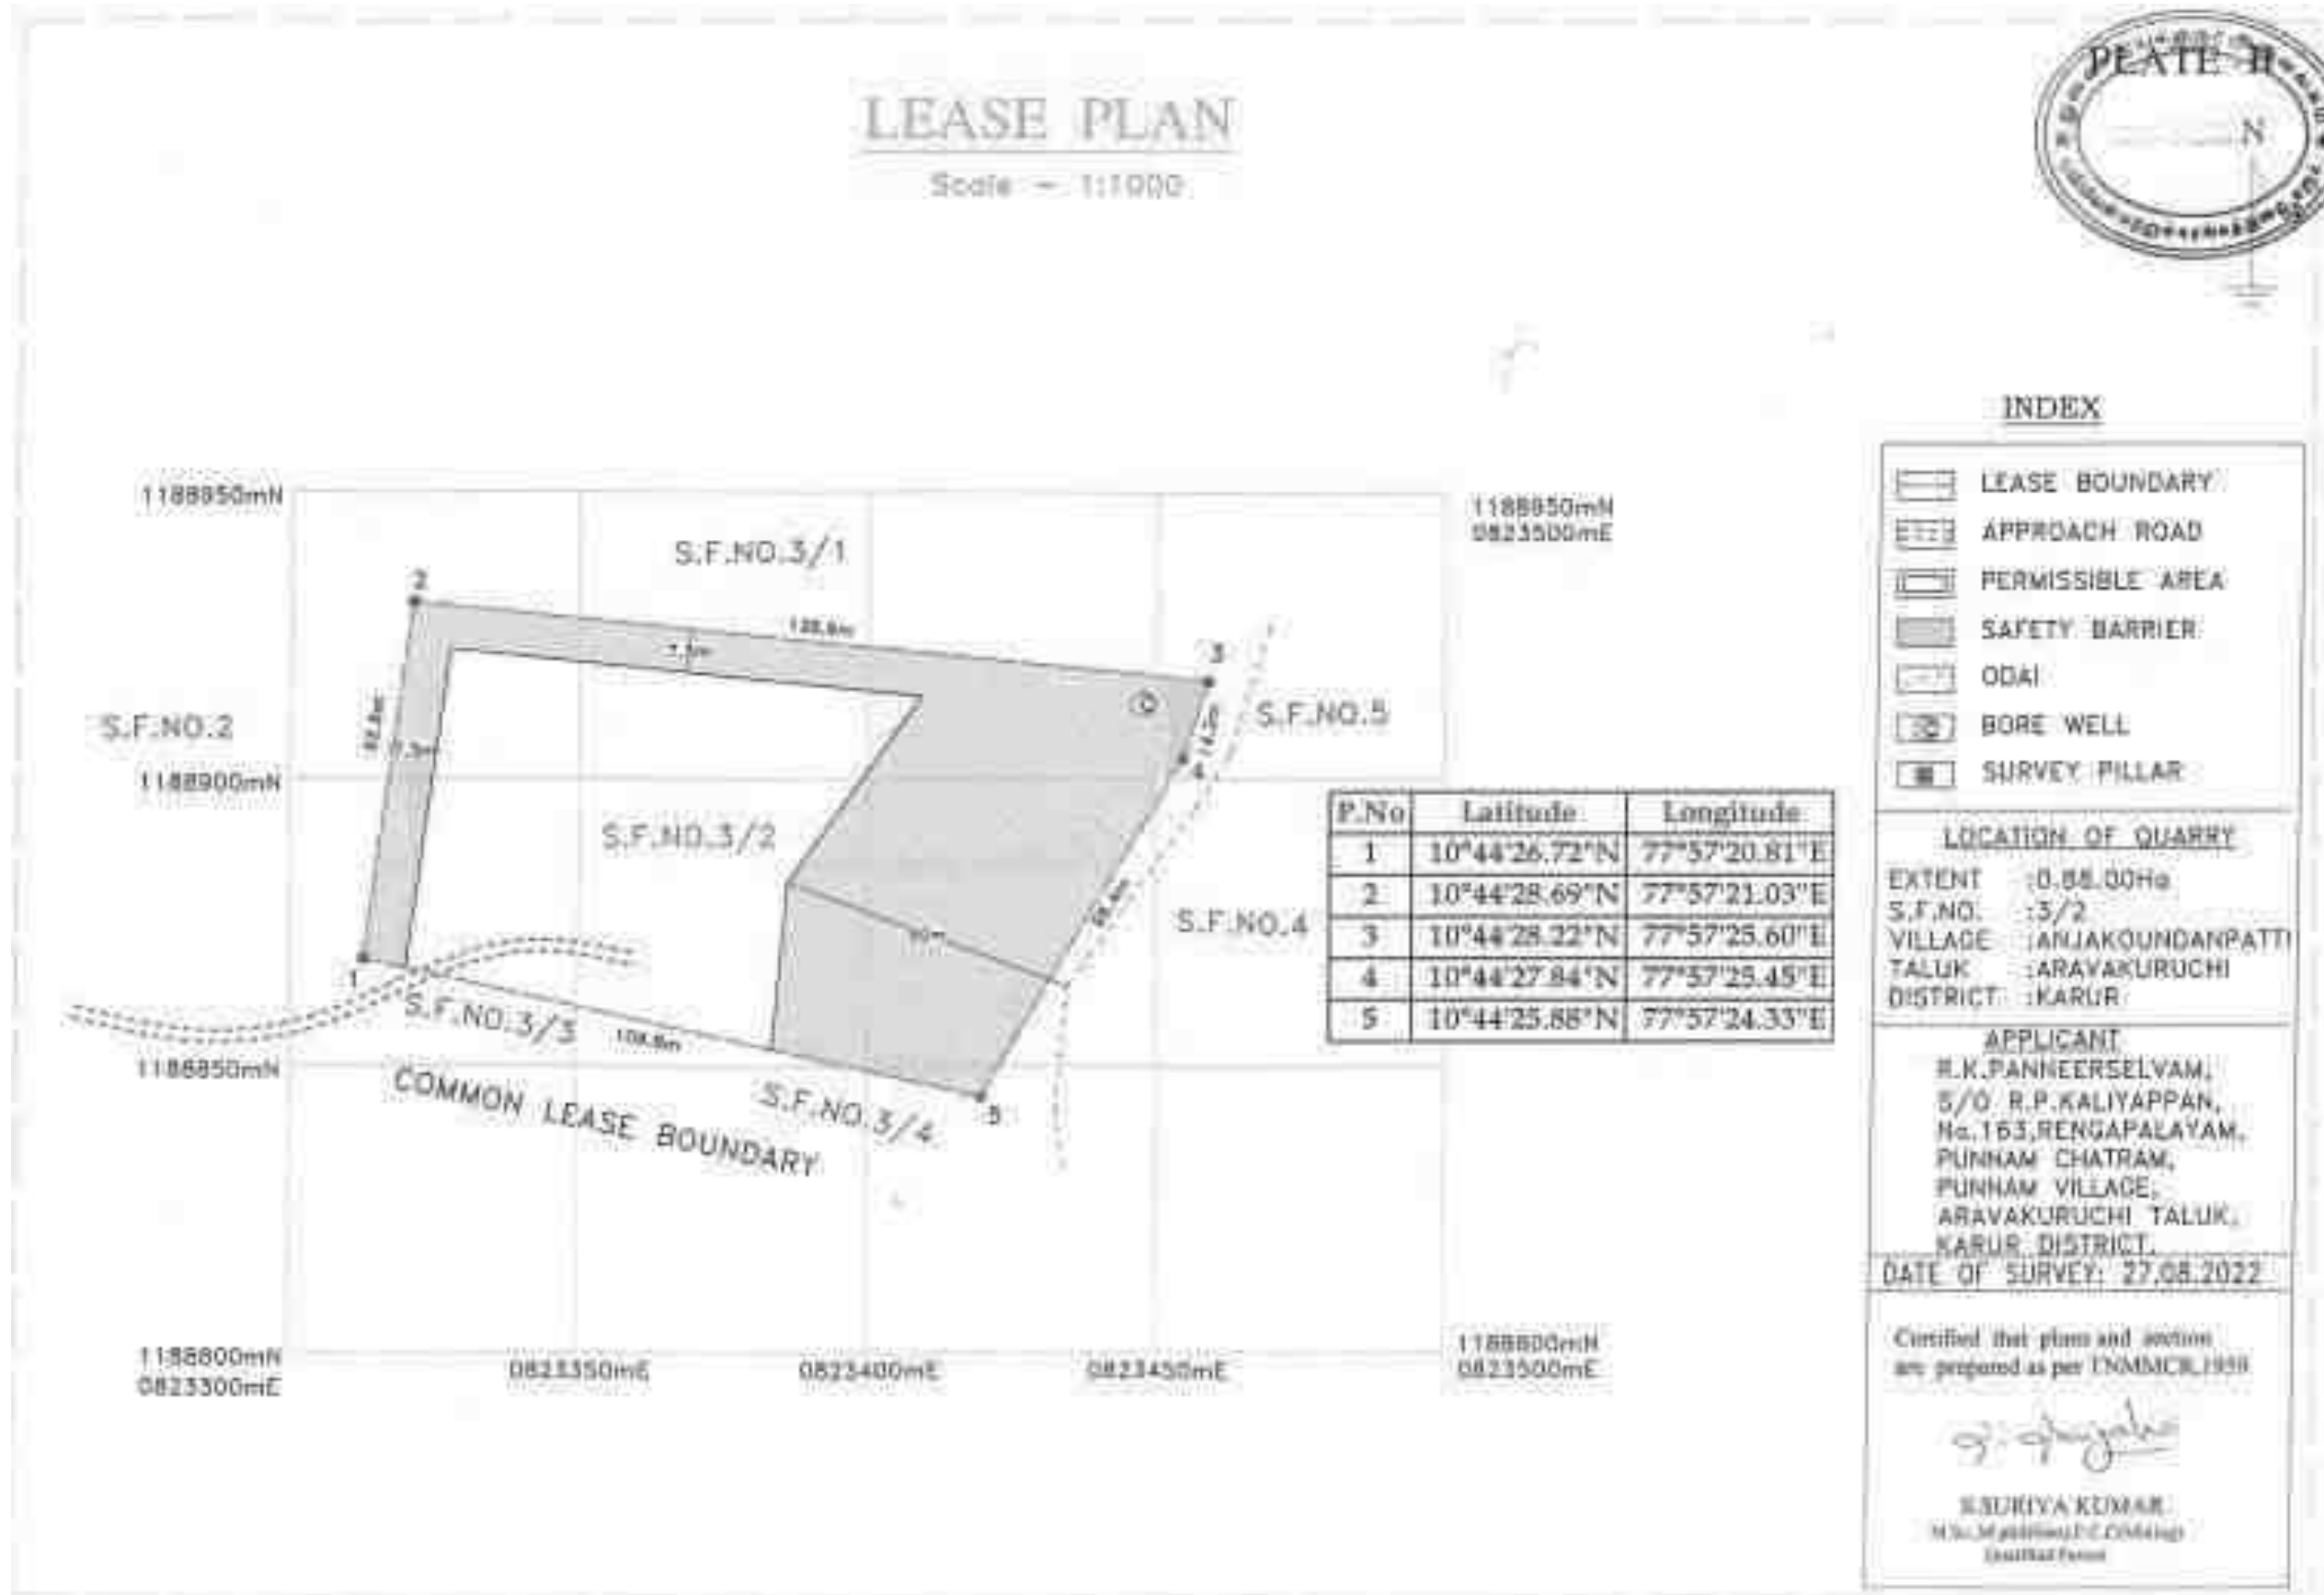 PLATE II
N
LEASE PLAN
Scale - 1:1000
INDEX
LEASE BOUNDARY
APPROACH ROAD
PERMISSIBLE AREA
SAFETY BARRIER
ODAI
BORE WELL
SURVEY PILLAR
1188950mN
1188950mN
0823500mE
S.F.NO.3/1
2
3
7.5m
S.F.NO.2
7.5m
S.F.NO.5
4
1188900mN
S.F.NO.3/2
S.F.NO.4
1
S.F.NO.3/3
1188850mN
COMMON LEASE BOUNDARY
S.F.NO.3/4
5
P.No Latitude Longitude
1 10°44'26.72"N 77°57'20.81"E
2 10°44'28.69"N 77°57'21.03"E
3 10°44'28.22"N 77°57'25.60"E
4 10°44'27.84"N 77°57'25.45"E
5 10°44'25.88"N 77°57'24.33"E
1188800mN
0823300mE
0823350mE
0823400mE
0823450mE
1188800mN
0823500mE
LOCATION OF QUARRY
EXTENT :0.88.00Ha
S.F.NO. :3/2
VILLAGE :ANJAKOUNDANPATTI
TALUK :ARAVAKURUCHI
DISTRICT :KARUR
APPLICANT
R.K.PANNEERSELVAM,
S/O R.P.KALIYAPPAN,
No.163,RENGAPALAYAM,
PUNNAM CHATRAM,
PUNNAM VILLAGE,
ARAVAKURUCHI TALUK,
KARUR DISTRICT.
DATE OF SURVEY: 27.08.2022
Certified that plans and section
are prepared as per TNMMCR,1959
S.SURIYA KUMAR
Qualified Person